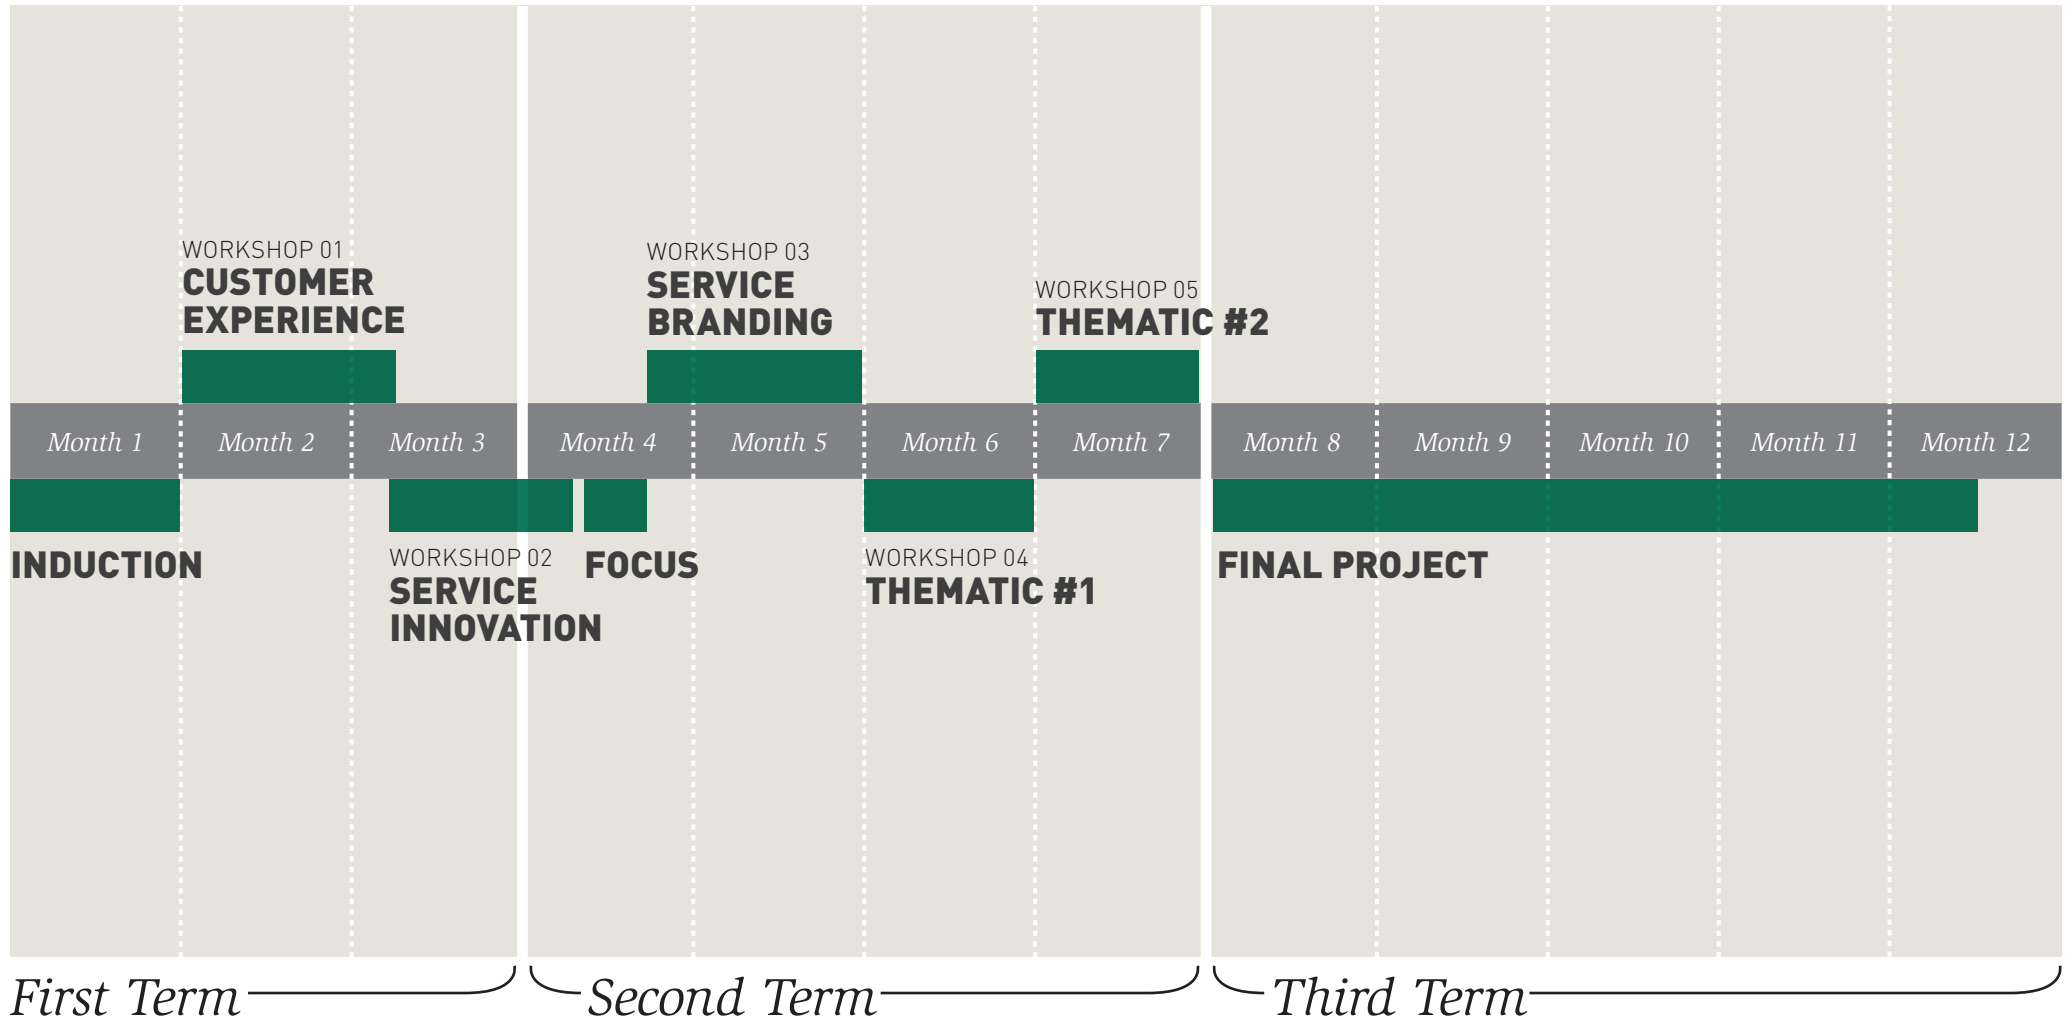 WORKSHOP 01
CUSTOMER
EXPERIENCE
WORKSHOP 03
SERVICE
BRANDING
WORKSHOP 05
THEMATIC #2
Month 1
Month 2
Month 3
Month 4
Month 5
Month 6
Month 7
Month 8
Month 9
Month 10
Month 11
Month 12
INDUCTION
WORKSHOP 02
SERVICE
INNOVATION
FOCUS
WORKSHOP 04
THEMATIC #1
FINAL PROJECT
First Term
Second Term
Third Term